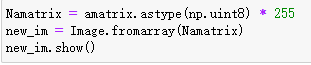 Namatrix = amatrix.astype(np.uint8) * 255
new_im = Image.fromarray(Namatrix)
new_im.show()